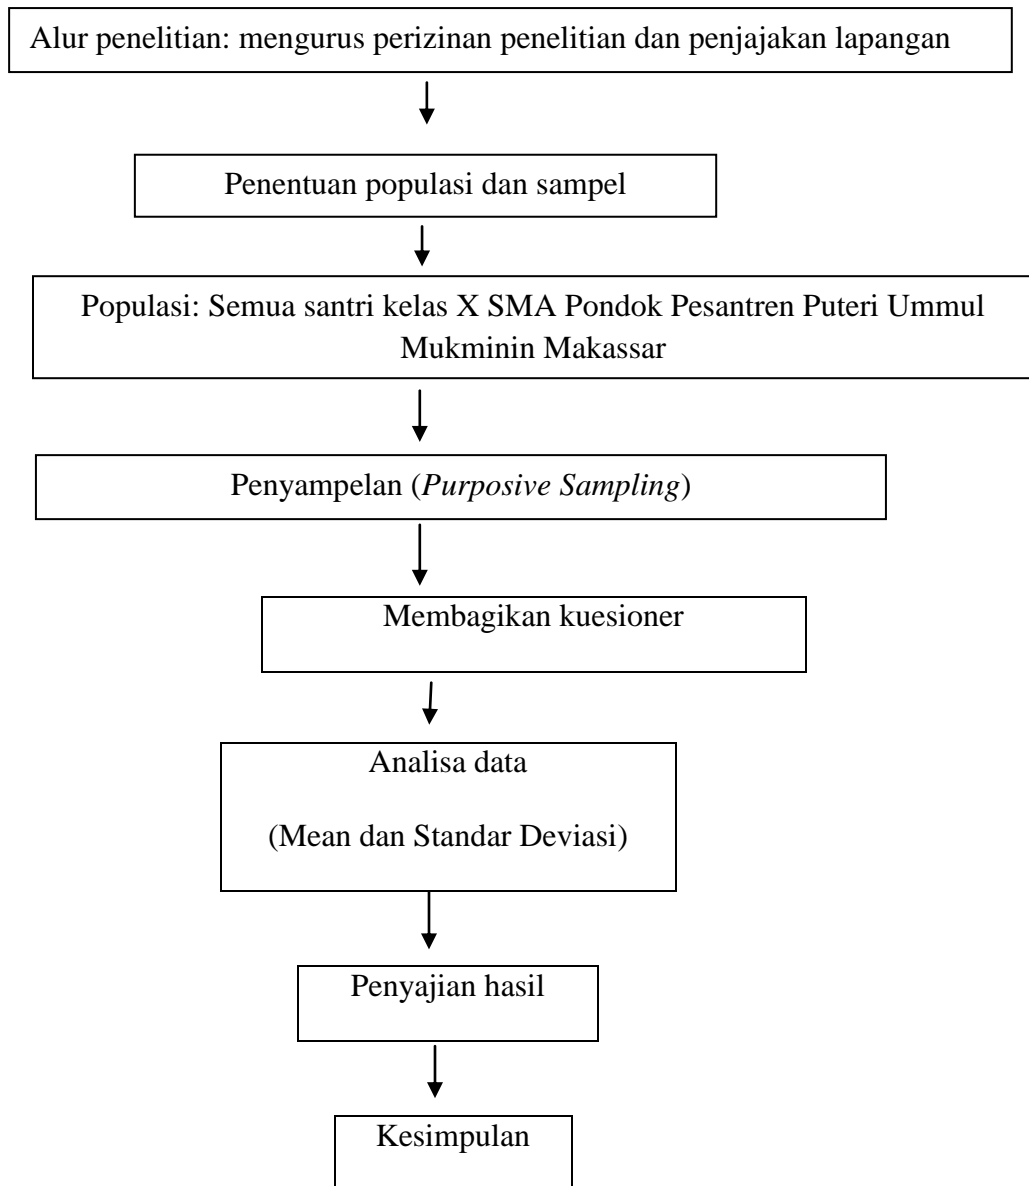 Alur penelitian: mengurus perizinan penelitian dan penjajakan lapangan
Penentuan populasi dan sampel
Populasi: Semua santri kelas X SMA Pondok Pesantren Puteri Ummul
Mukminin Makassar
Penyampelan (Purposive Sampling)
Membagikan kuesioner
Analisa data
(Mean dan Standar Deviasi)
Penyajian hasil
Kesimpulan